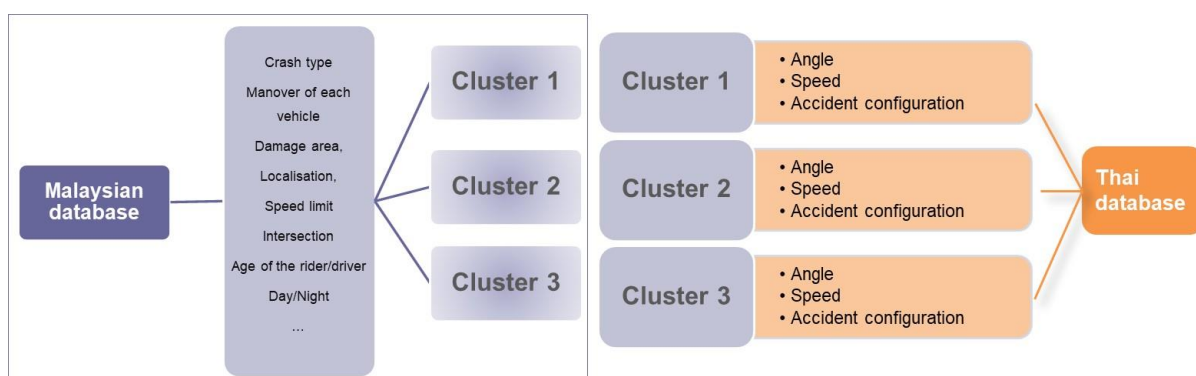 Malaysian
database
Crash type
Manover of each
vehicle
Damage area,
Localisation,
Speed limit
Intersection
Age of the rider/driver
Day/Night
...
Cluster 1
Cluster 2
Cluster 3
Cluster 1
• Angle
• Speed
• Accident configuration
Cluster 2
• Angle
• Speed
• Accident configuration
Cluster 3
• Angle
• Speed
• Accident configuration
Thai
database